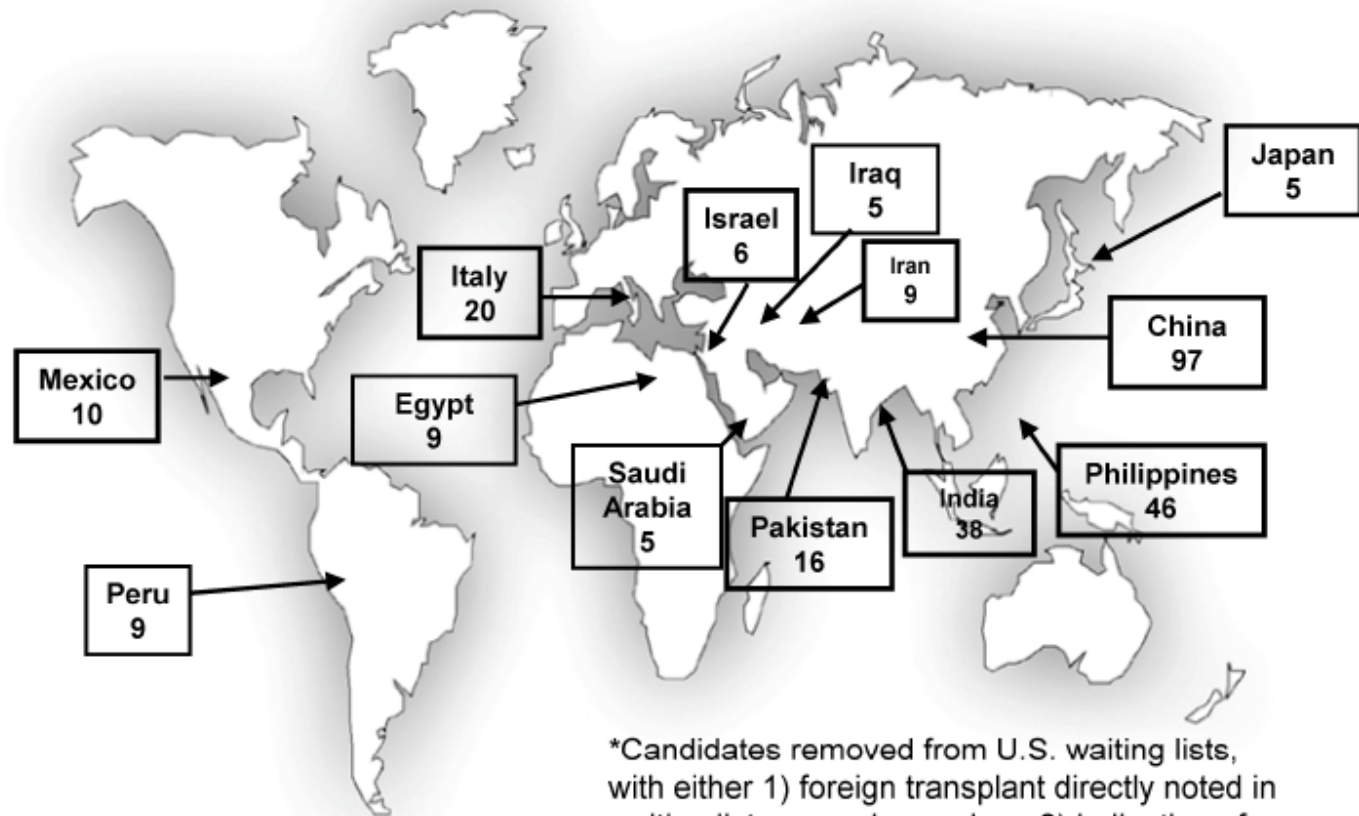 Japan
5
Iraq
5
Israel
6
Iran
9
Italy
20
China
97
Mexico
10
Egypt
9
Saudi
Arabia
5
Pakistan
16
India
38
Philippines
46
Peru
9
*Candidates removed from U.S. waiting lists,
with either 1) foreign transplant directly noted in